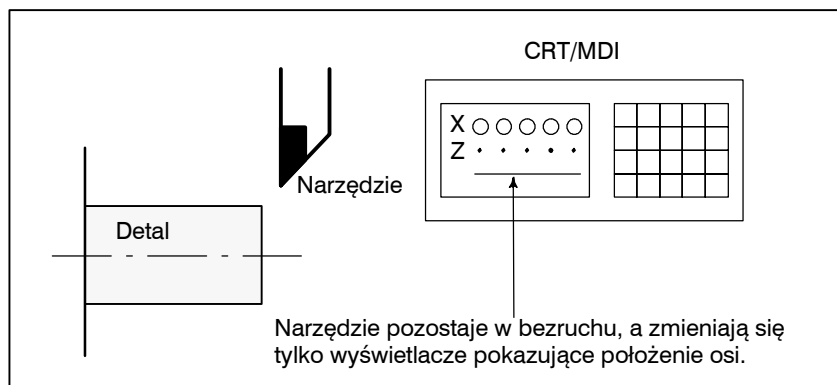 CRT/MDI
X
Z
Narzędzie
Detal
Narzędzie pozostaje w bezruchu, a zmieniają się
tylko wyświetlacze pokazujące położenie osi.